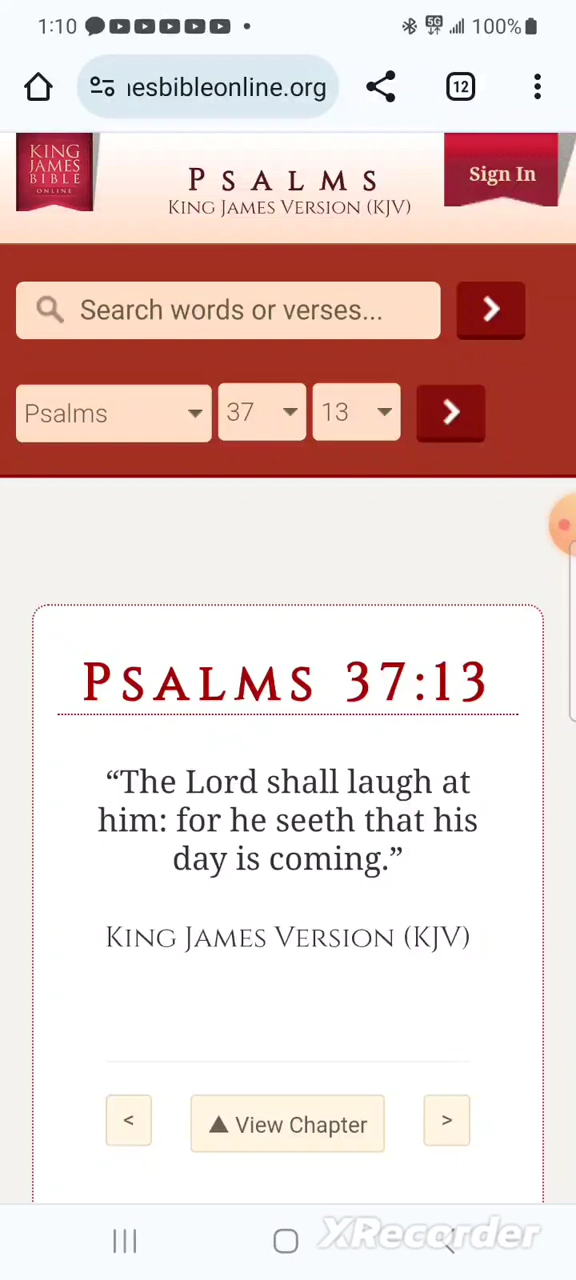 1:10
5G
100%
ıesbibleonline.org
12
KING
JAMES
BIBLE
ONLINE
PSALMS
KING JAMES VERSION (KJV)
Sign In
Search words or verses...
Psalms
37
13
PSALMS 37:13
“The Lord shall laugh at
him: for he seeth that his
day is coming.”
KING JAMES VERSION (KJV)
<
▲ View Chapter
>
XRecorder